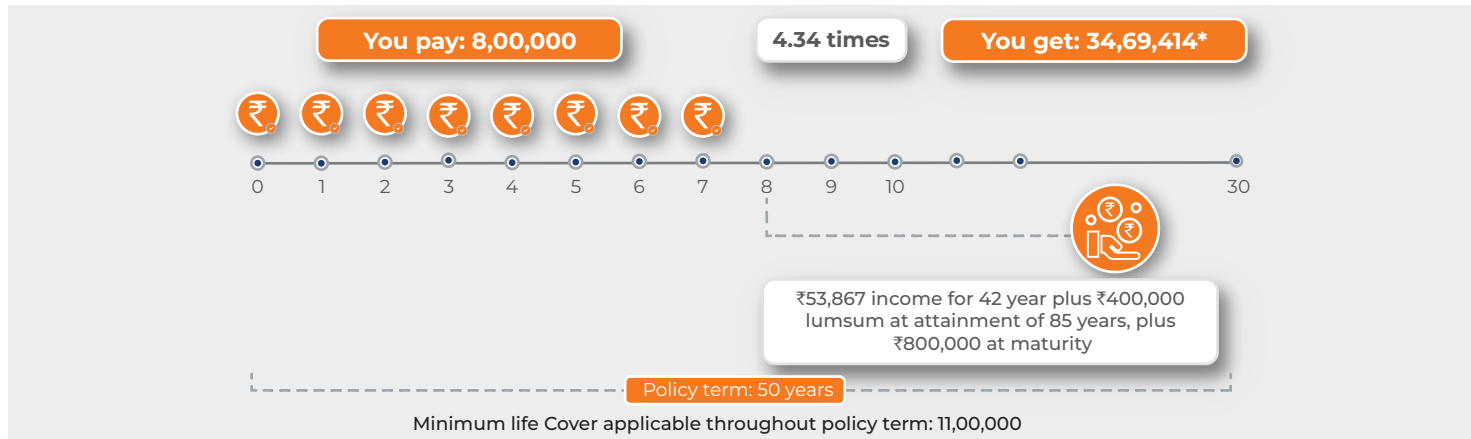 You pay: 8,00,000
4.34 times
You get: 34,69,414*
₹ ₹ ₹ ₹ ₹ ₹ ₹ ₹
0 1 2 3 4 5 6 7 8 9 10 30
₹ ₹
₹53,867 income for 42 year plus ₹400,000
lumsum at attainment of 85 years, plus
₹800,000 at maturity
Policy term: 50 years
Minimum life Cover applicable throughout policy term: 11,00,000